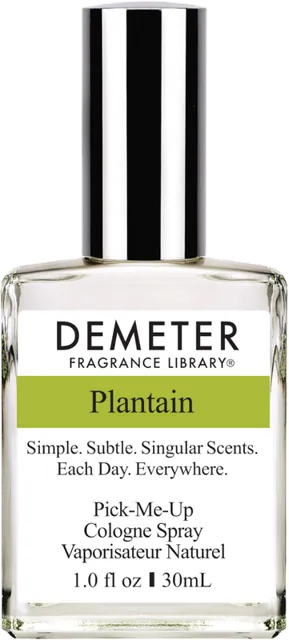 DEMETER
FRAGRANCE LIBRARY®
Plantain
Simple. Subtle. Singular Scents.
Each Day. Everywhere.
Pick-Me-Up
Cologne Spray
Vaporisateur Naturel
1.0 fl oz ❚ 30mL